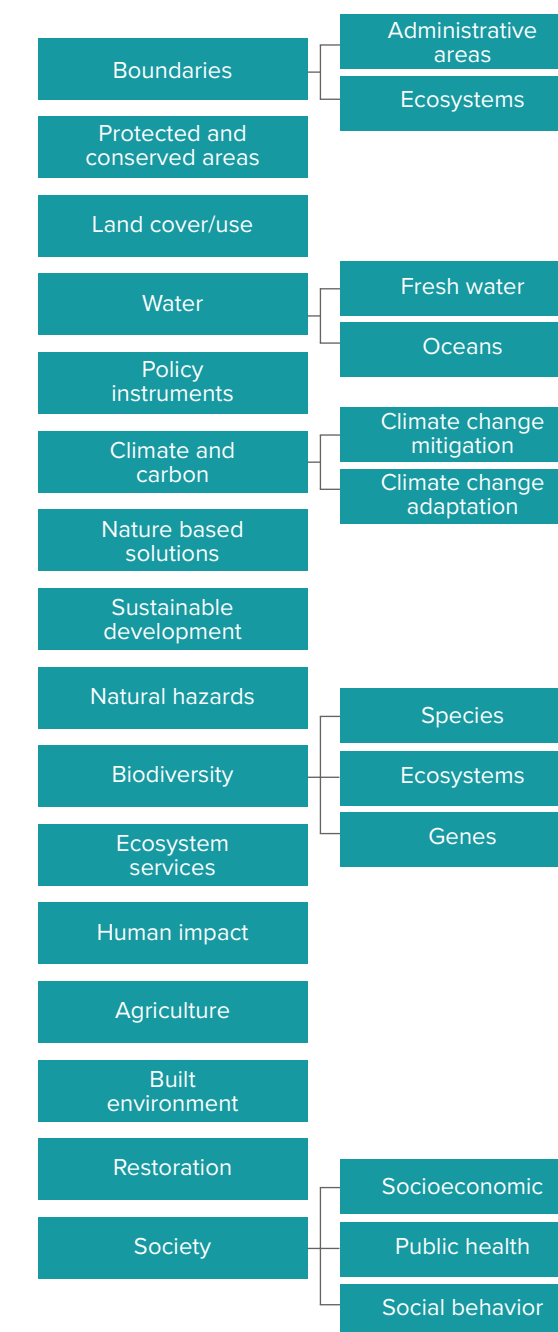 Boundaries
Administrative
areas
Ecosystems
Protected and
conserved areas
Land cover/use
Water
Fresh water
Oceans
Policy
instruments
Climate and
carbon
Climate change
mitigation
Climate change
adaptation
Nature based
solutions
Sustainable
development
Natural hazards
Biodiversity
Species
Ecosystems
Genes
Ecosystem
services
Human impact
Agriculture
Built
environment
Restoration
Society
Socioeconomic
Public health
Social behavior